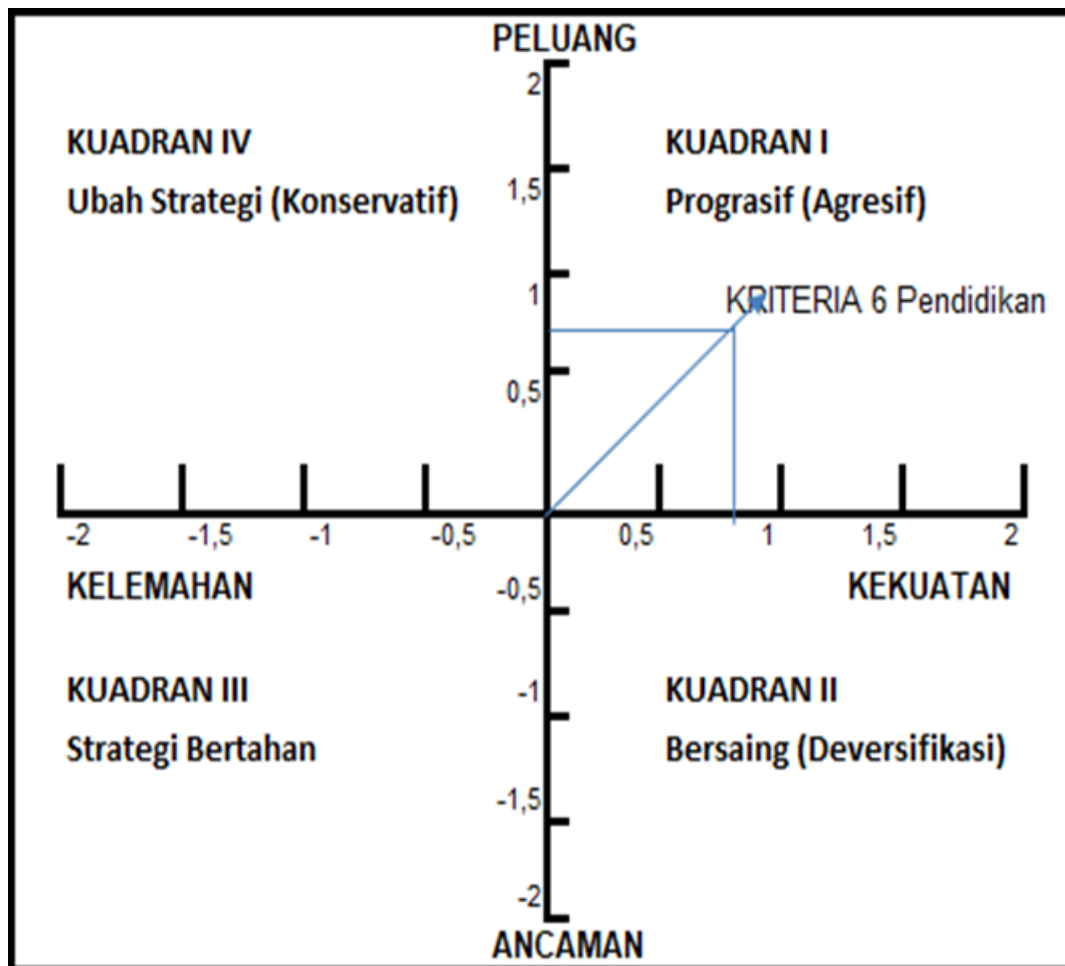 PELUANG
2
KUADRAN IV
KUADRAN I
Ubah Strategi (Konservatif)
1,5
Prograsif (Agresif)
1
KRITERIA 6 Pendidikan
0,5
-2
-1,5
-1
-0,5
0,5
1
1,5
2
KELEMAHAN
-0,5
KEKUATAN
KUADRAN III
-1
KUADRAN II
Strategi Bertahan
Bersaing (Deversifikasi)
-1,5
-2
ANCAMAN